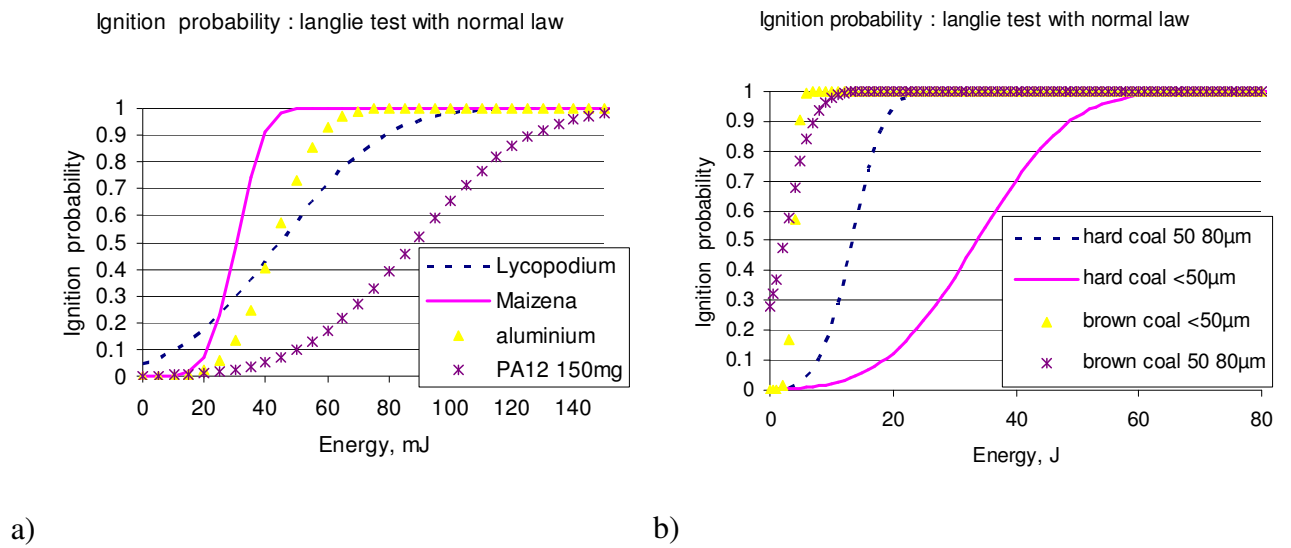 Ignition probability : langlie test with normal law
Ignition probability
1
0.9
0.8
0.7
0.6
0.5
0.4
0.3
0.2
0.1
0
0 20 40 60 80 100 120 140
Energy, mJ
Lycopodium
Maizena
aluminium
PA12 150mg
a)
Ignition probability : langlie test with normal law
Ignition probability
1
0.9
0.8
0.7
0.6
0.5
0.4
0.3
0.2
0.1
0
0 20 40 60 80
Energy, J
hard coal 50 80µm
hard coal <50µm
brown coal <50µm
brown coal 50 80µm
b)